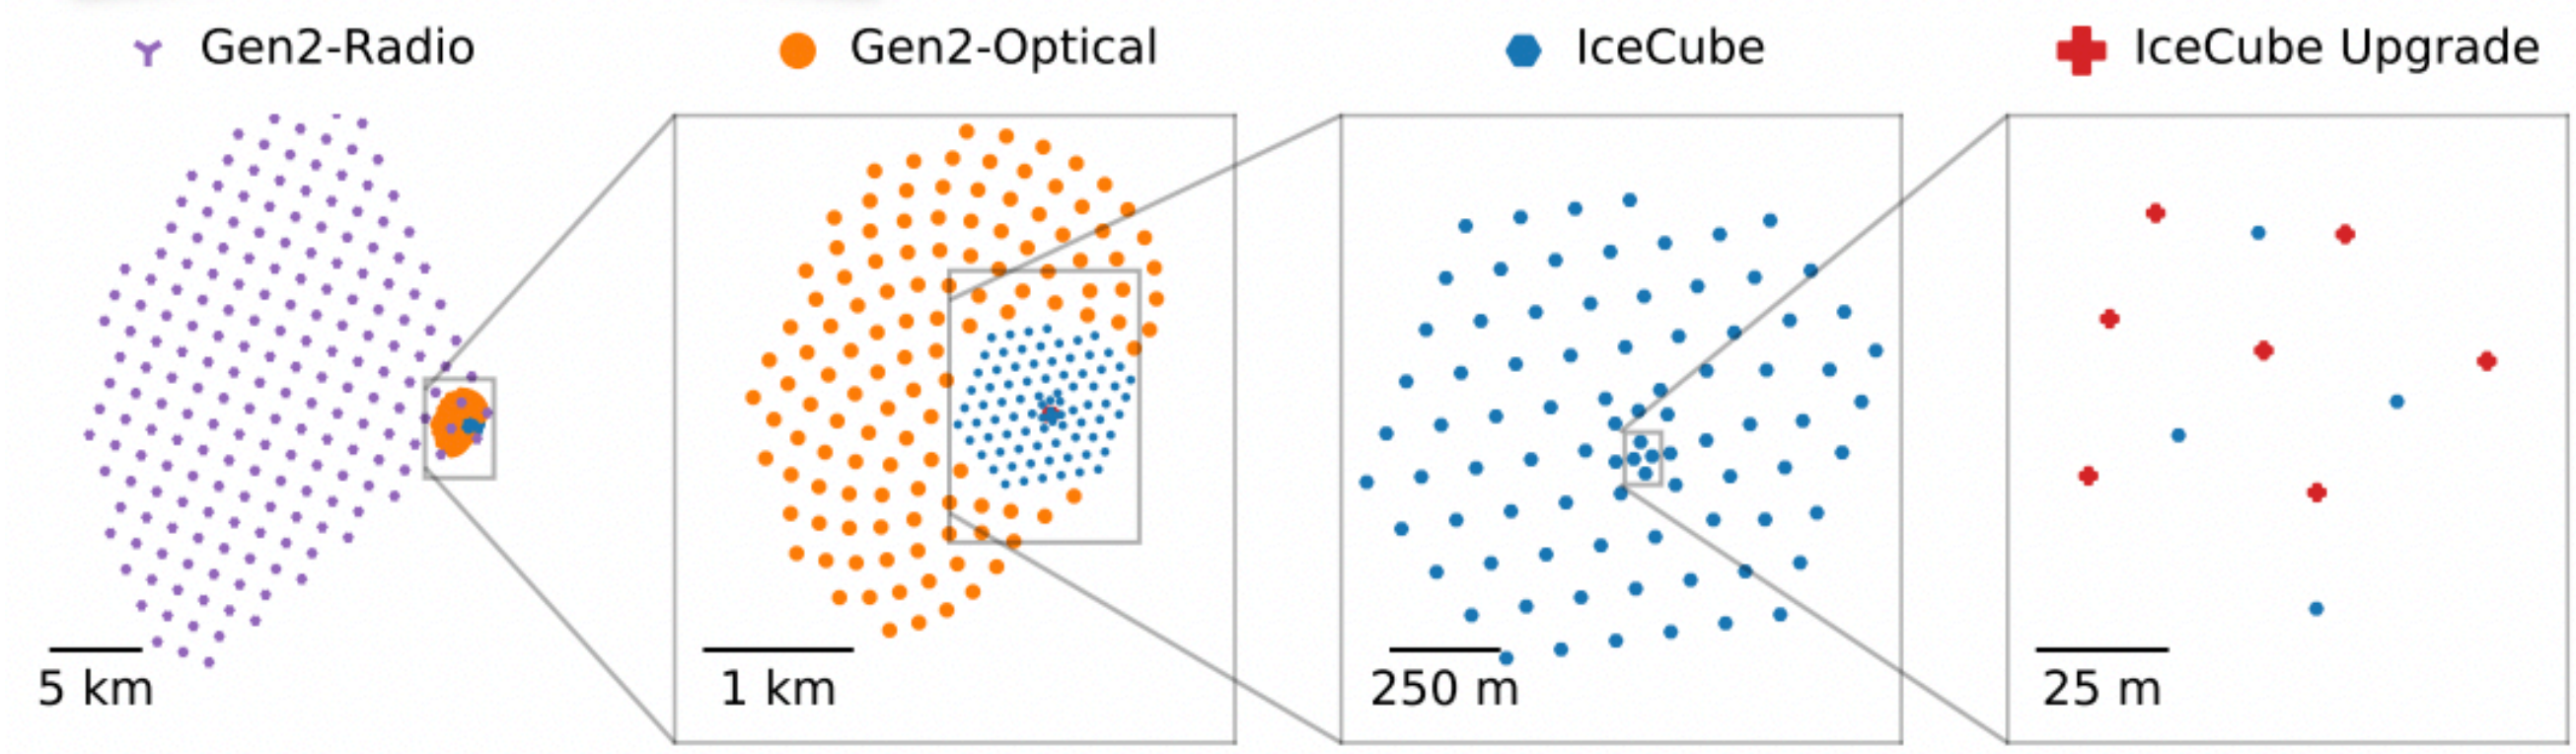 Gen2-Radio
Gen2-Optical
IceCube
IceCube Upgrade
5 km
1 km
250 m
25 m